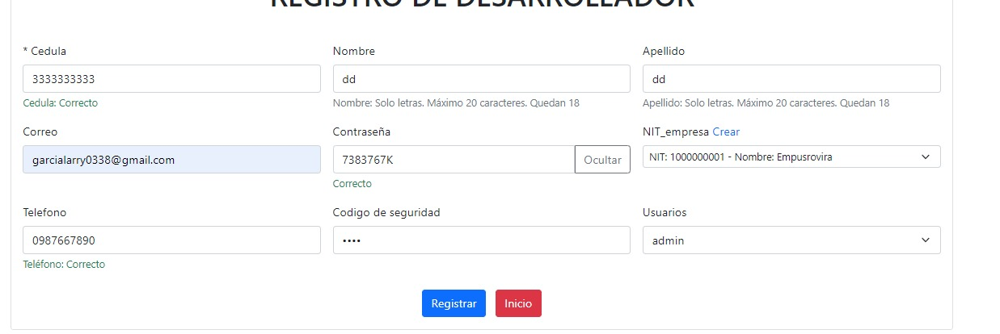 REGISTRO DE DESARROLLADOR
* Cedula
Nombre
Apellido
3333333333
dd
dd
Cedula: Correcto
Nombre: Solo letras. Máximo 20 caracteres. Quedan 18
Apellido: Solo letras. Máximo 20 caracteres. Quedan 18
Correo
Contraseña
NIT_empresa Crear
garcialarry0338@gmail.com
7383767K
Ocultar
NIT: 1000000001 - Nombre: Empusrovira
Correcto
Telefono
Codigo de seguridad
Usuarios
0987667890
••••
admin
Teléfono: Correcto
Registrar
Inicio